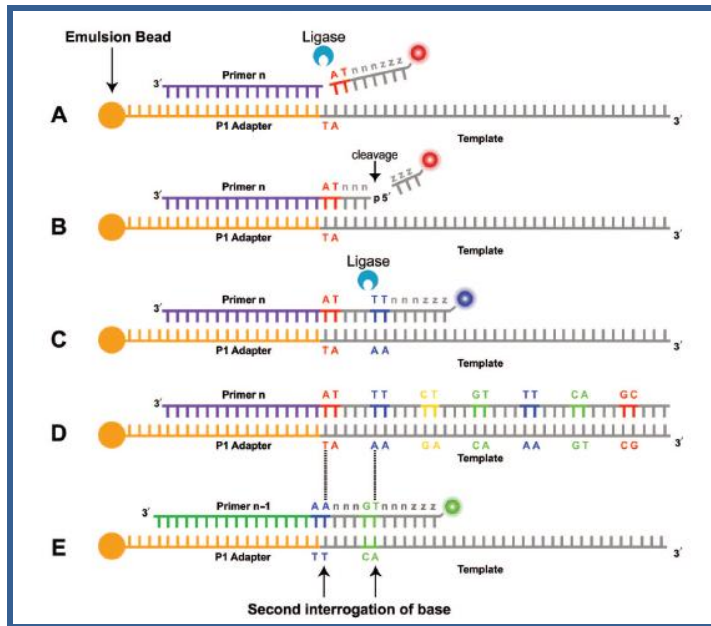 Emulsion Bead
Ligase
Primer n
A T n n n z z z
3′
A
P1 Adapter
T A
Template
3′
cleavage
Primer n
A T n n n
z z z
3′
p 5′
B
P1 Adapter
T A
Template
3′
Ligase
Primer n
A T
T T n n n z z z
3′
C
P1 Adapter
T A
A A
Template
3′
Primer n
A T
T T
C T
G T
T T
C A
G C
3′
D
P1 Adapter
T A
A A
G A
C A
A A
G T
C G
Template
3′
Primer n–1
A A n n n G T n n n z z z
3′
E
P1 Adapter
T T
C A
Template
3′
Second interrogation of base